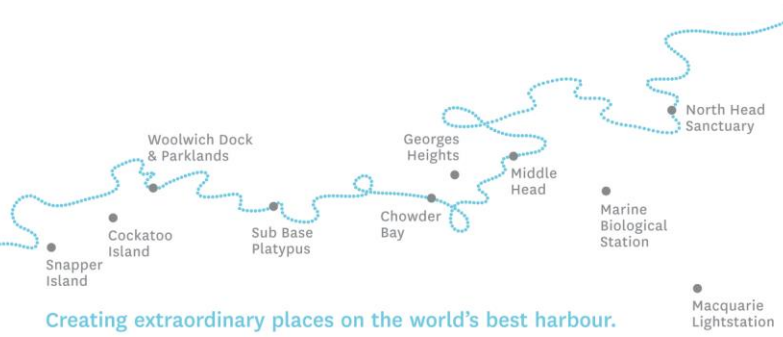 North Head
Sanctuary
Woolwich Dock
& Parklands
Georges
Heights
Middle
Head
Marine
Biological
Station
Chowder
Bay
Sub Base
Platypus
Cockatoo
Island
Snapper
Island
Macquarie
Lightstation
Creating extraordinary places on the world's best harbour.